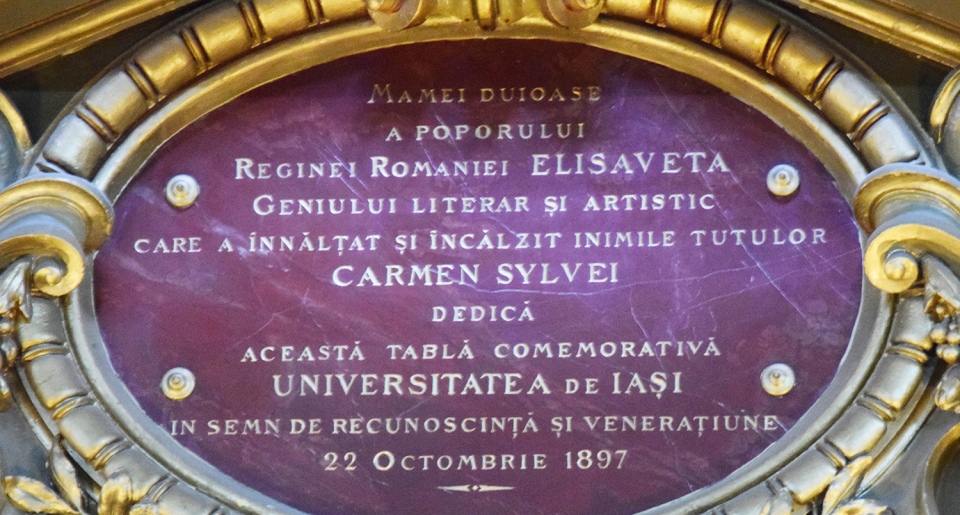 MAMEI DUIOASE
A POPORULUI
REGINEI ROMANIEI ELISAVETA
GENIULUI LITERAR ȘI ARTISTIC
CARE A ÎNNĂLȚAT ȘI ÎNCĂLZIT INIMILE TUTULOR
CARMEN SYLVEI
DEDICĂ
ACEASTĂ TABLĂ COMEMORATIVĂ
UNIVERSITATEA DE IAȘI
IN SEMN DE RECUNOSCINȚĂ ȘI VENERAȚIUNE
22 OCTOMBRIE 1897